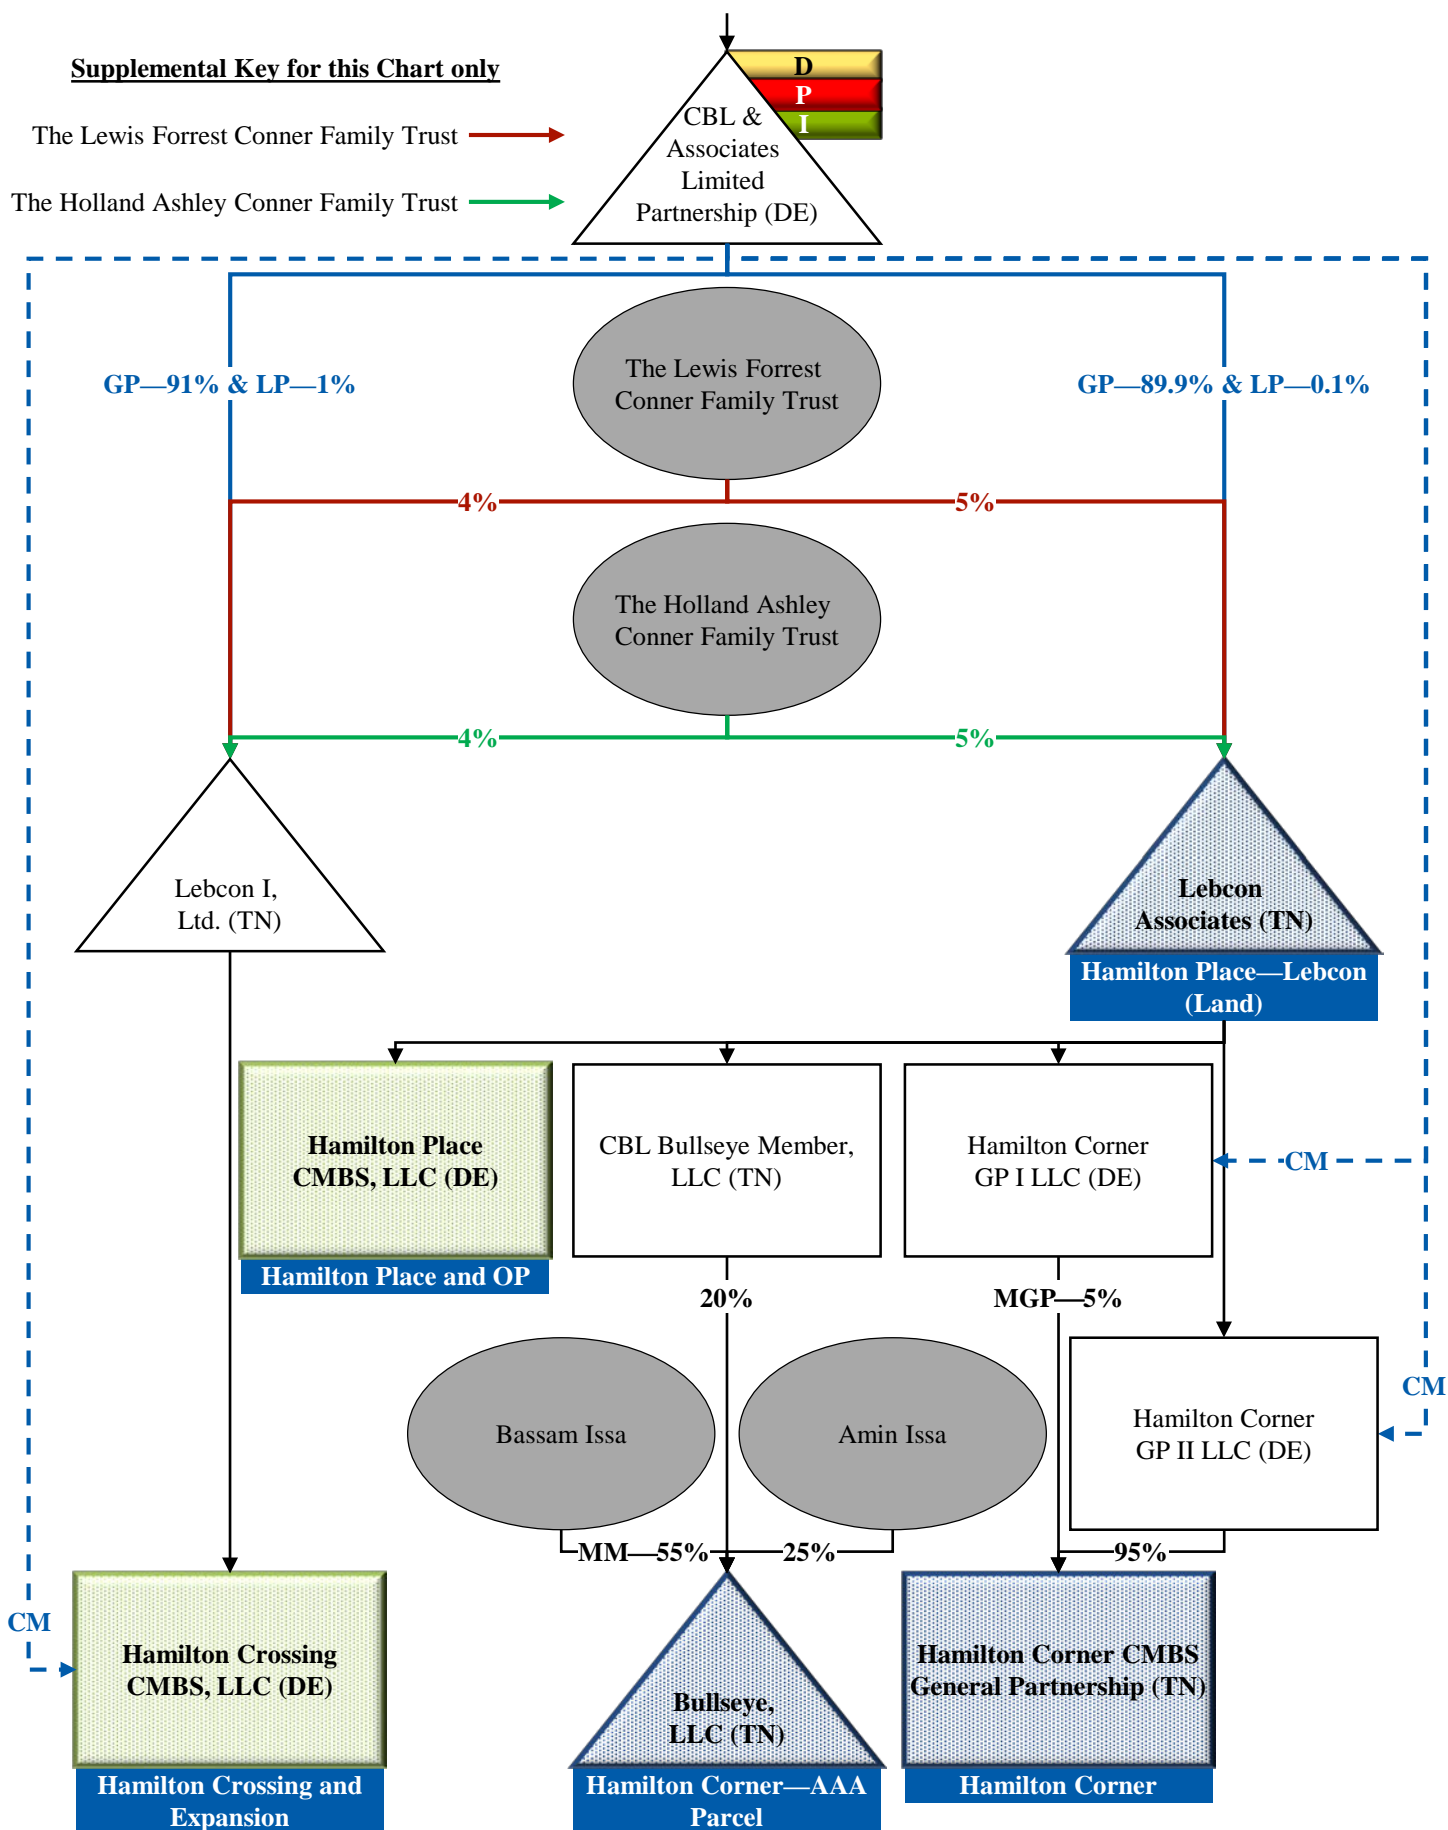 Supplemental Key for this Chart only
The Lewis Forrest Conner Family Trust
The Holland Ashley Conner Family Trust
D
P
I
CBL &
Associates
Limited
Partnership (DE)
GP—91% & LP—1%
The Lewis Forrest
Conner Family Trust
GP—89.9% & LP—0.1%
4%
5%
The Holland Ashley
Conner Family Trust
4%
5%
Lebcon I,
Ltd. (TN)
Lebcon
Associates (TN)
Hamilton Place—Lebcon
(Land)
Hamilton Place
CMBS, LLC (DE)
Hamilton Place and OP
CBL Bullseye Member,
LLC (TN)
Hamilton Corner
GP I LLC (DE)
CM
20%
MGP—5%
Bassam Issa
Amin Issa
Hamilton Corner
GP II LLC (DE)
CM
MM—55%
25%
95%
CM
Hamilton Crossing
CMBS, LLC (DE)
Hamilton Crossing and
Expansion
Bullseye,
LLC (TN)
Hamilton Corner—AAA
Parcel
Hamilton Corner CMBS
General Partnership (TN)
Hamilton Corner